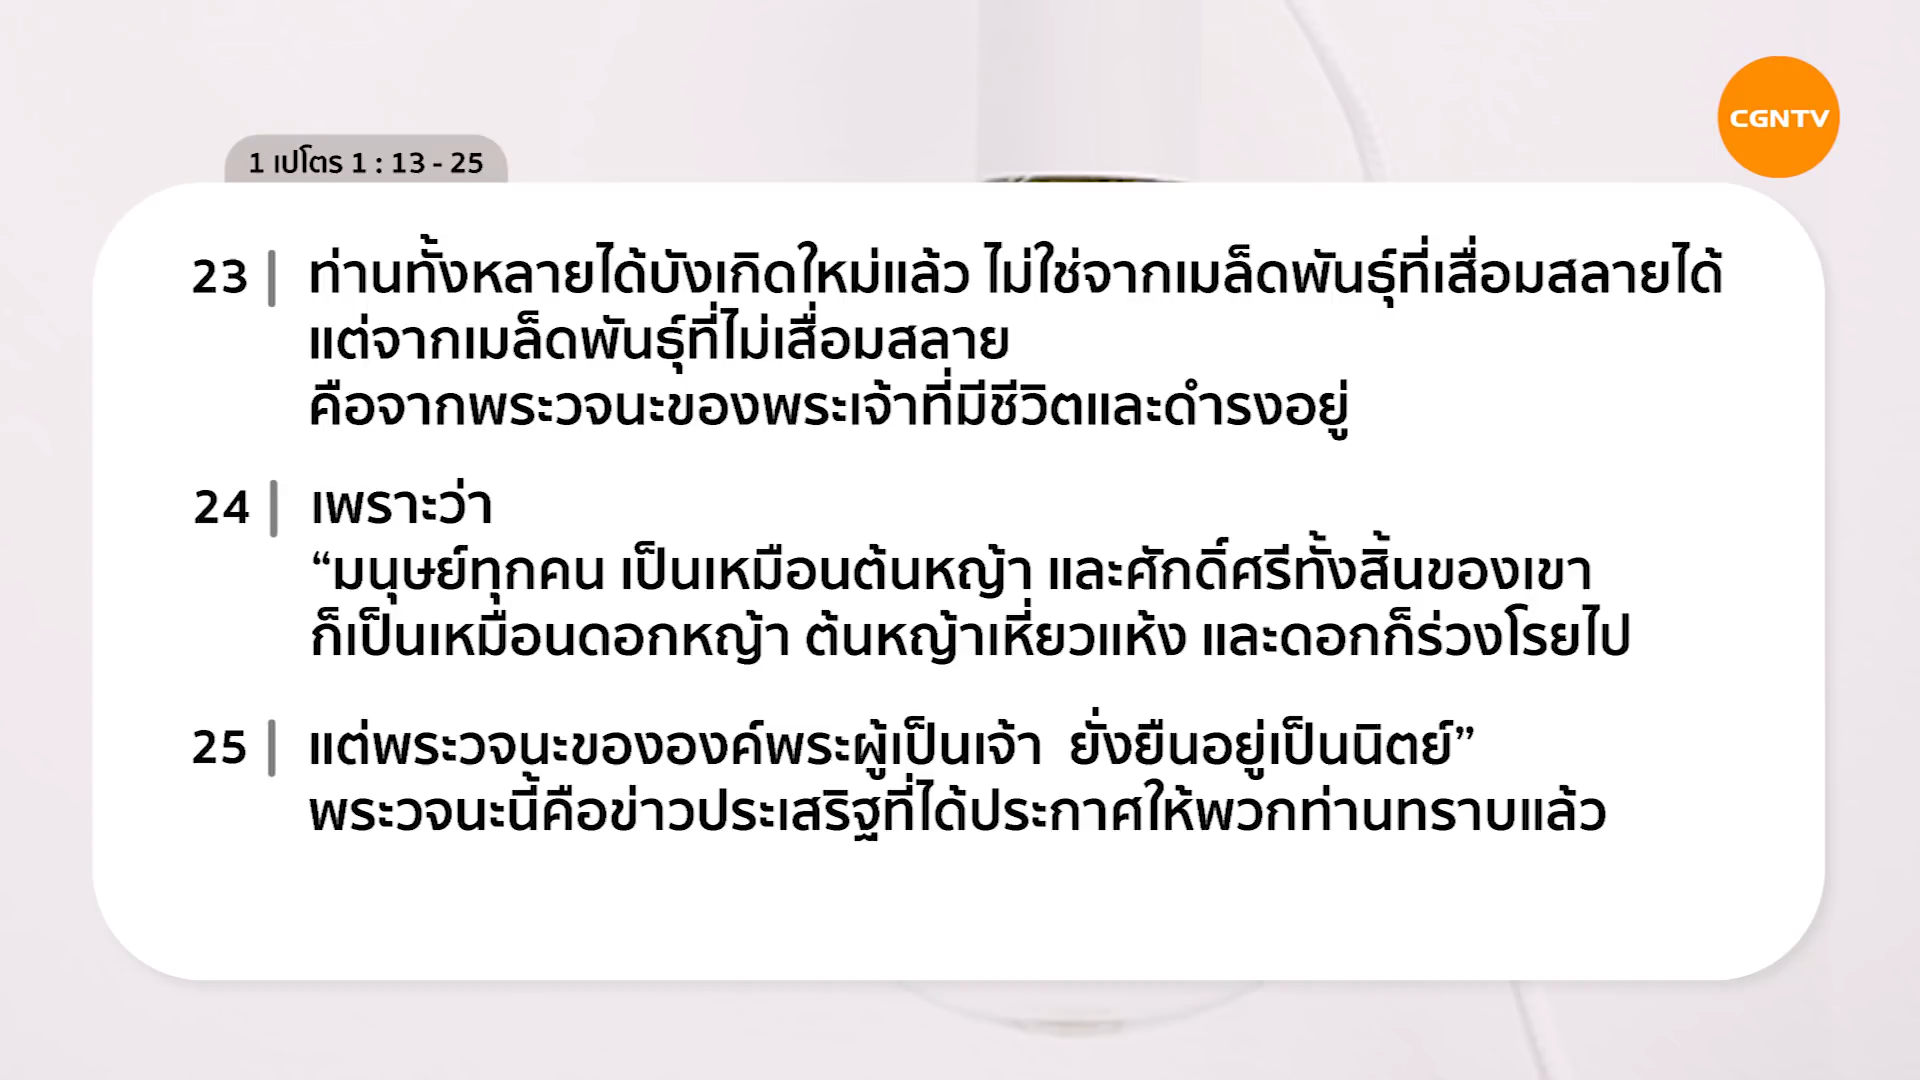 CGNTV
1 เปโตร 1 : 13 - 25
23 | ท่านทั้งหลายได้บังเกิดใหม่แล้ว ไม่ใช่จากเมล็ดพันธุ์ที่เสื่อมสลายได้
แต่จากเมล็ดพันธุ์ที่ไม่เสื่อมสลาย
คือจากพระวจนะของพระเจ้าที่มีชีวิตและดำรงอยู่
24 | เพราะว่า
“มนุษย์ทุกคน เป็นเหมือนต้นหญ้า และศักดิ์ศรีทั้งสิ้นของเขา
ก็เป็นเหมือนดอกหญ้า ต้นหญ้าเหี่ยวแห้ง และดอกก็ร่วงโรยไป
25 | แต่พระวจนะขององค์พระผู้เป็นเจ้า ยั่งยืนอยู่เป็นนิตย์”
พระวจนะนี้คือข่าวประเสริฐที่ได้ประกาศให้พวกท่านทราบแล้ว